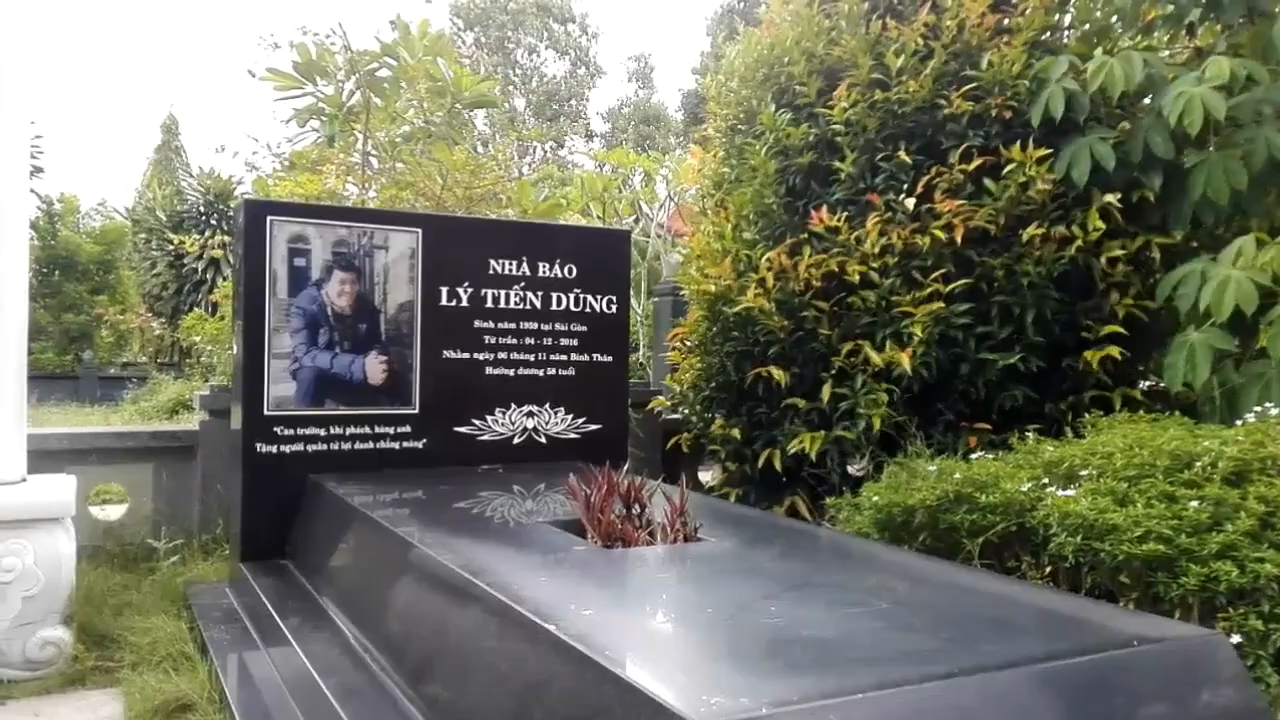 NHÀ BÁO
LÝ TIẾN DŨNG
Sinh năm 1959 tại Sài Gòn
Từ trần : 04 - 12 - 2016
Nhằm ngày 06 tháng 11 năm Bính Thân
Hưởng dương 58 tuổi
"Can trường, khí phách, hùng anh
Tặng người quân tử lợi danh chẳng màng"